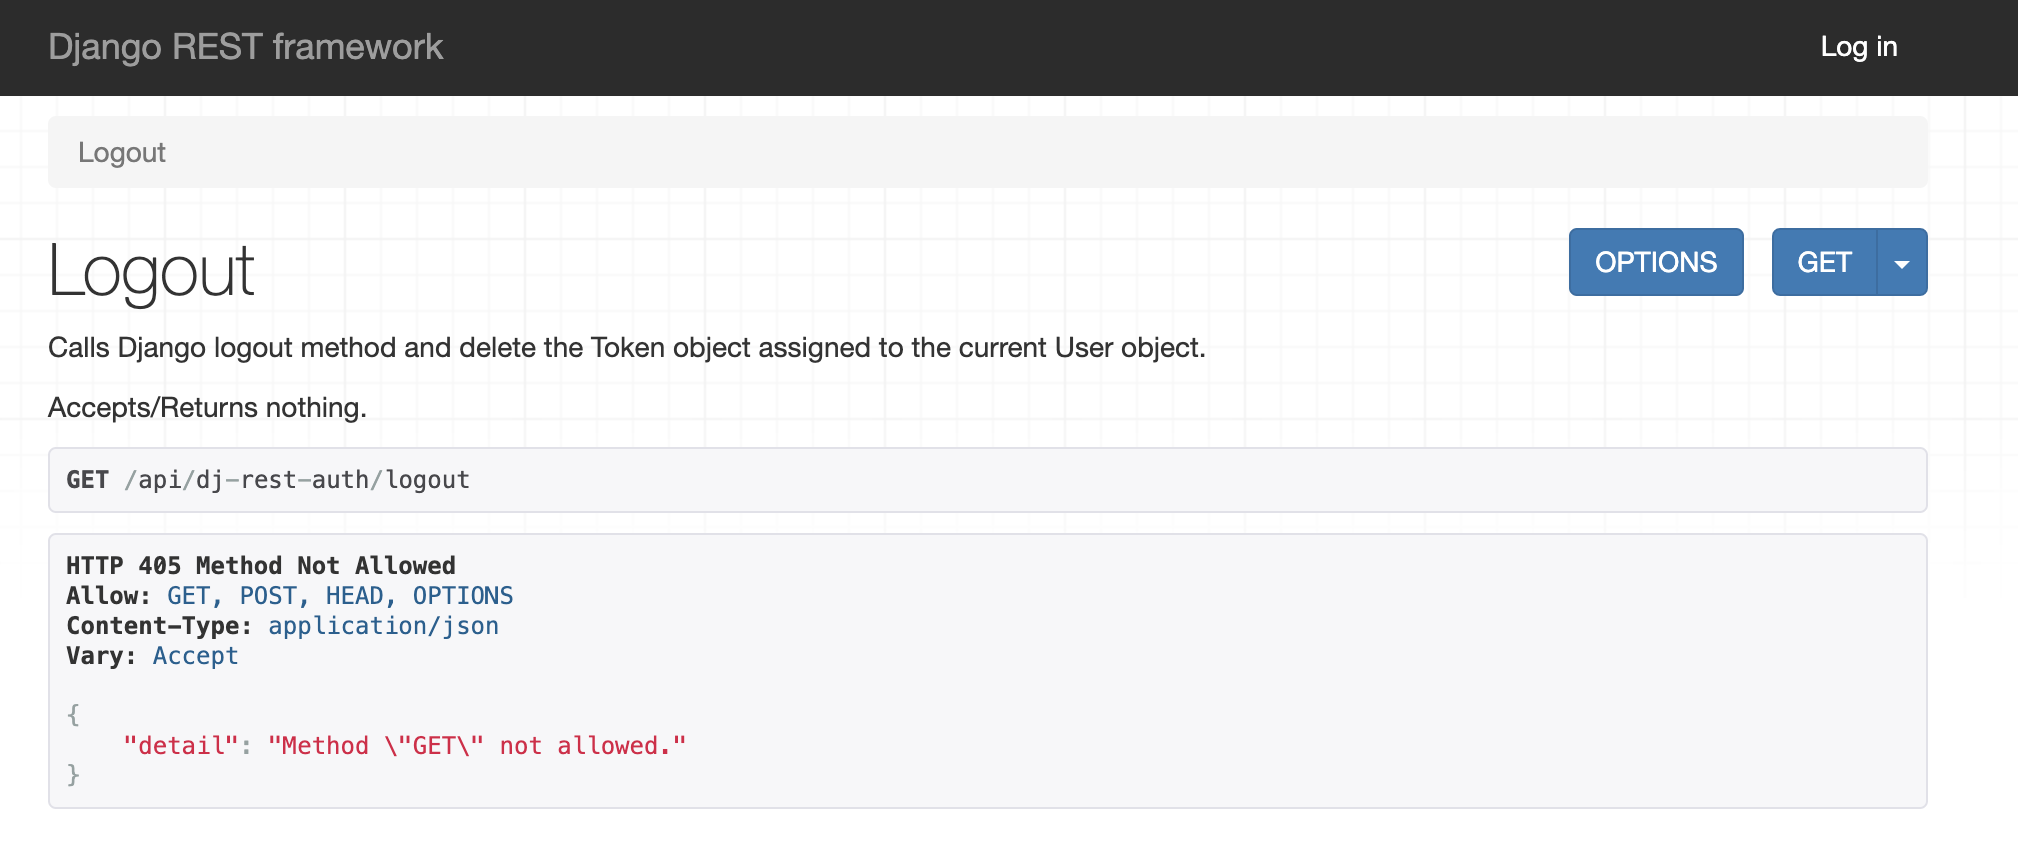 Django REST framework
Log in
Logout
Logout
OPTIONS
GET
Calls Django logout method and delete the Token object assigned to the current User object.
Accepts/Returns nothing.
GET /api/dj-rest-auth/logout
HTTP 405 Method Not Allowed
Allow: GET, POST, HEAD, OPTIONS
Content-Type: application/json
Vary: Accept
{
    "detail": "Method \"GET\" not allowed."
}